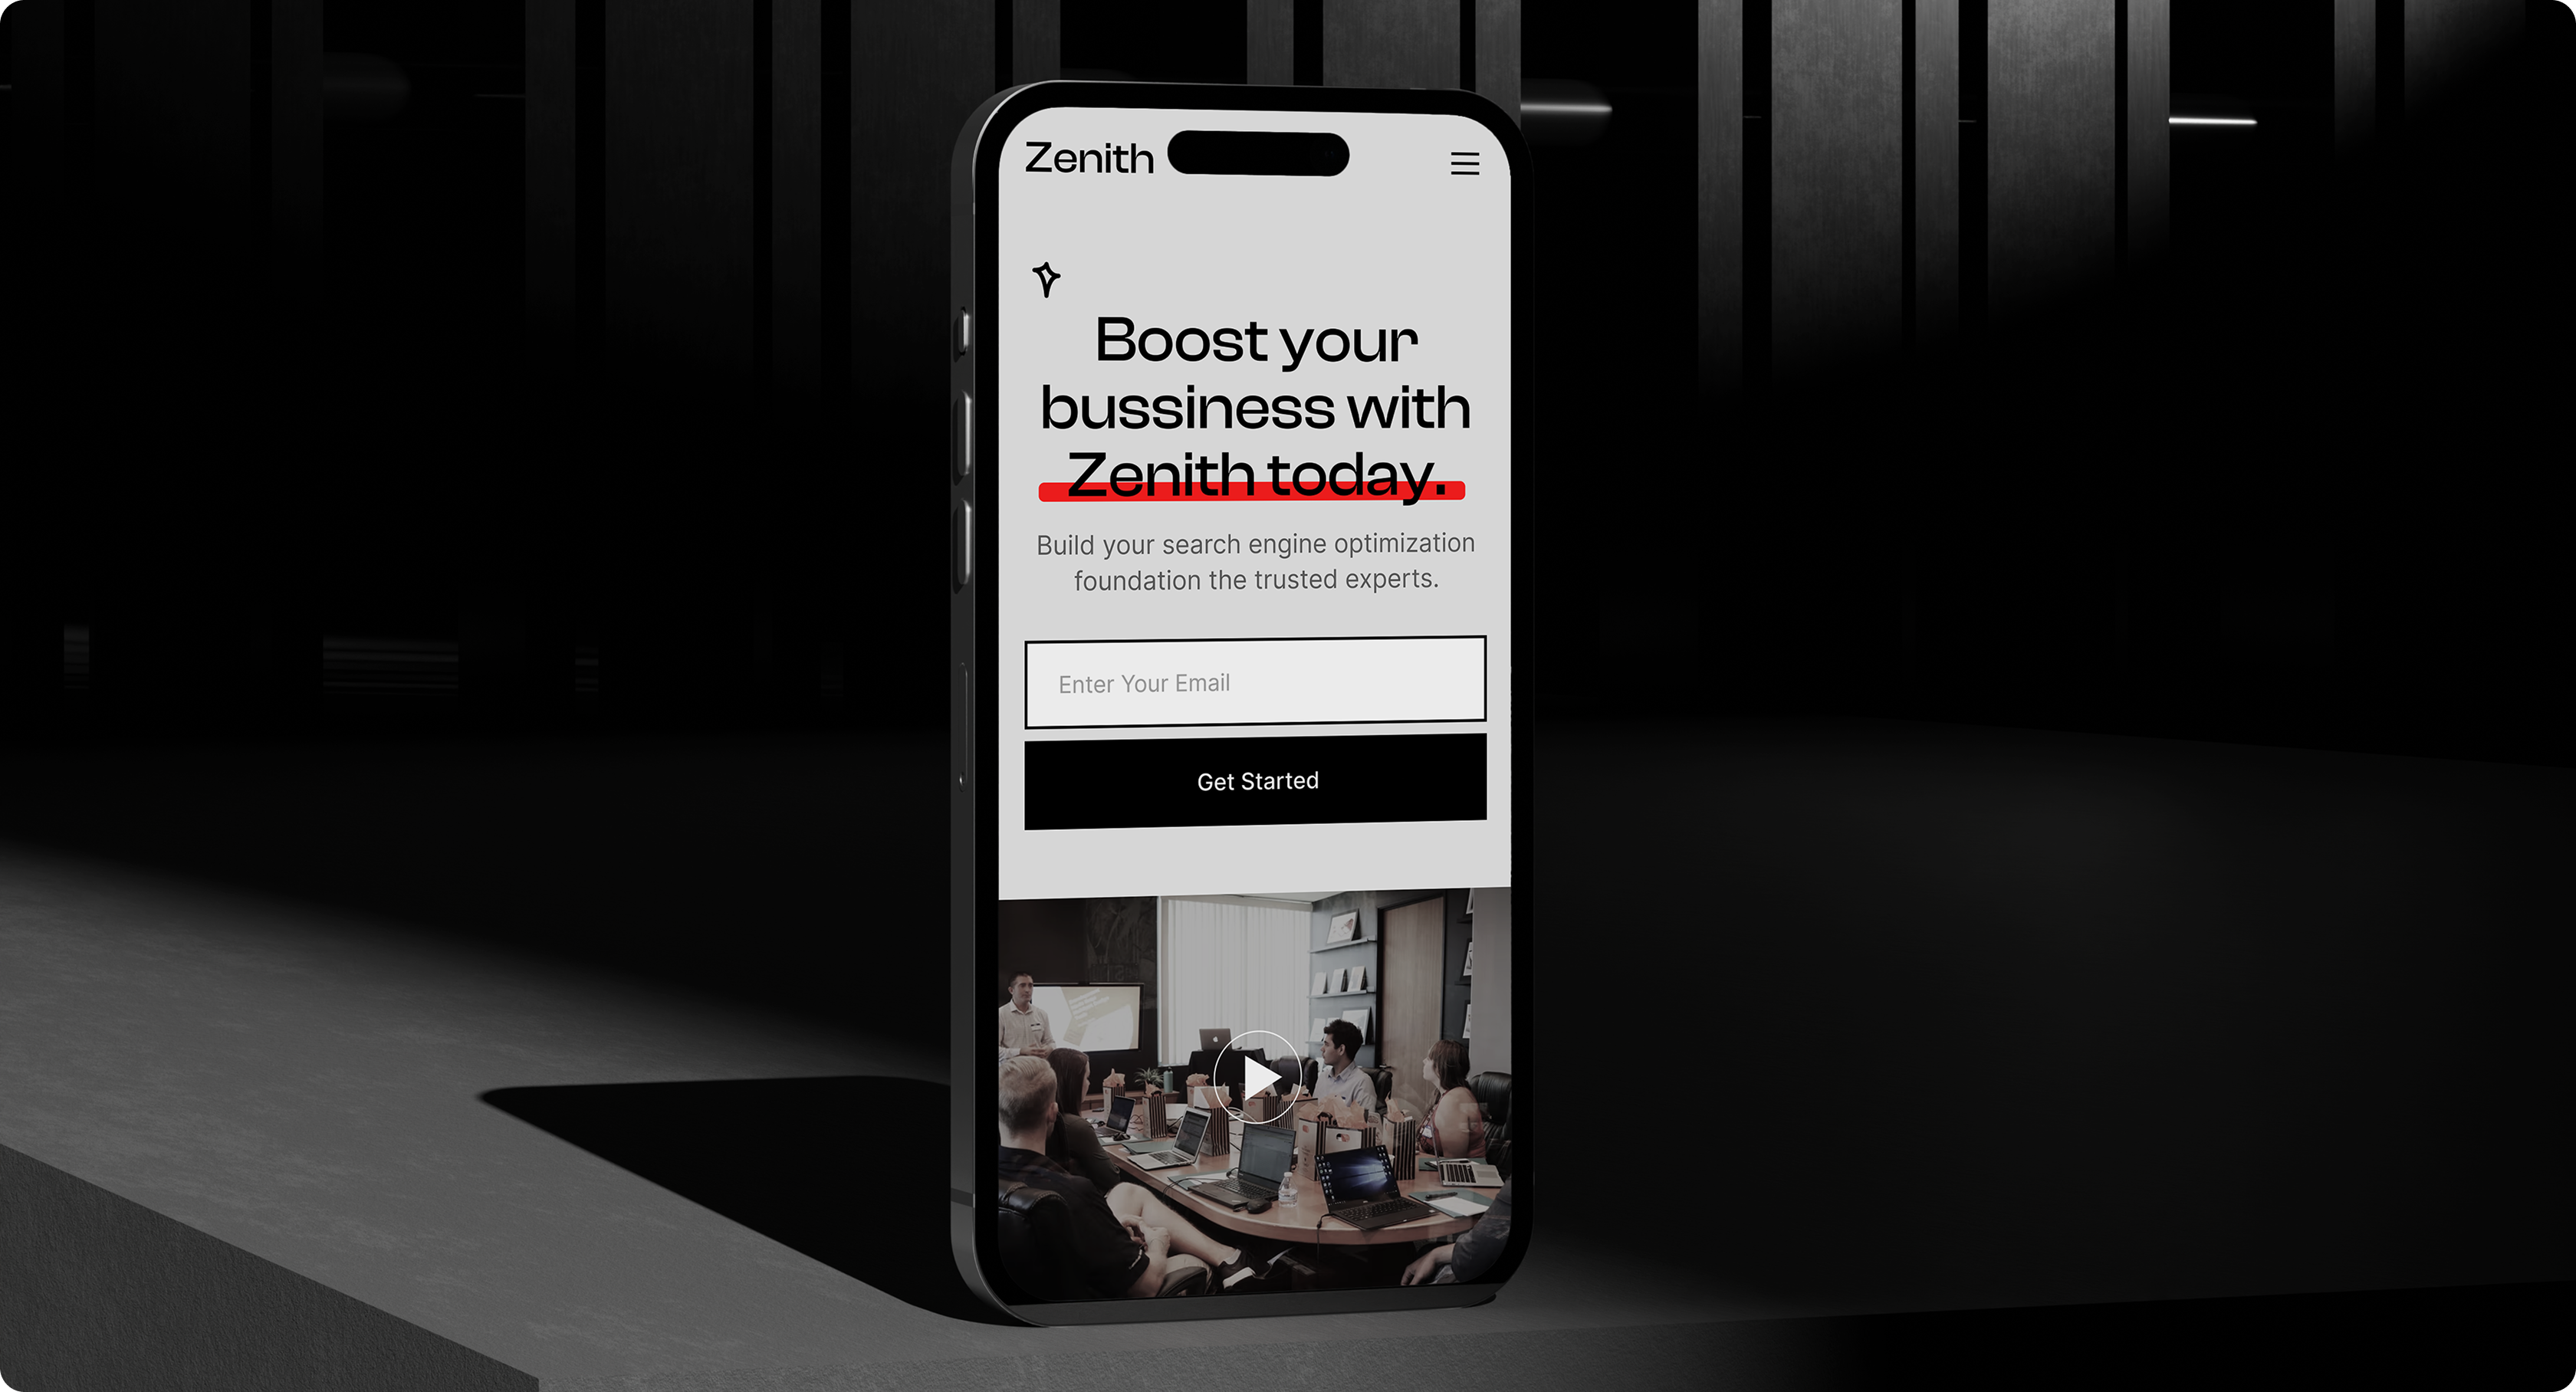 Zenith
Boost your
bussiness with
Zenith today.
Build your search engine optimization
foundation the trusted experts.
Enter Your Email
Get Started